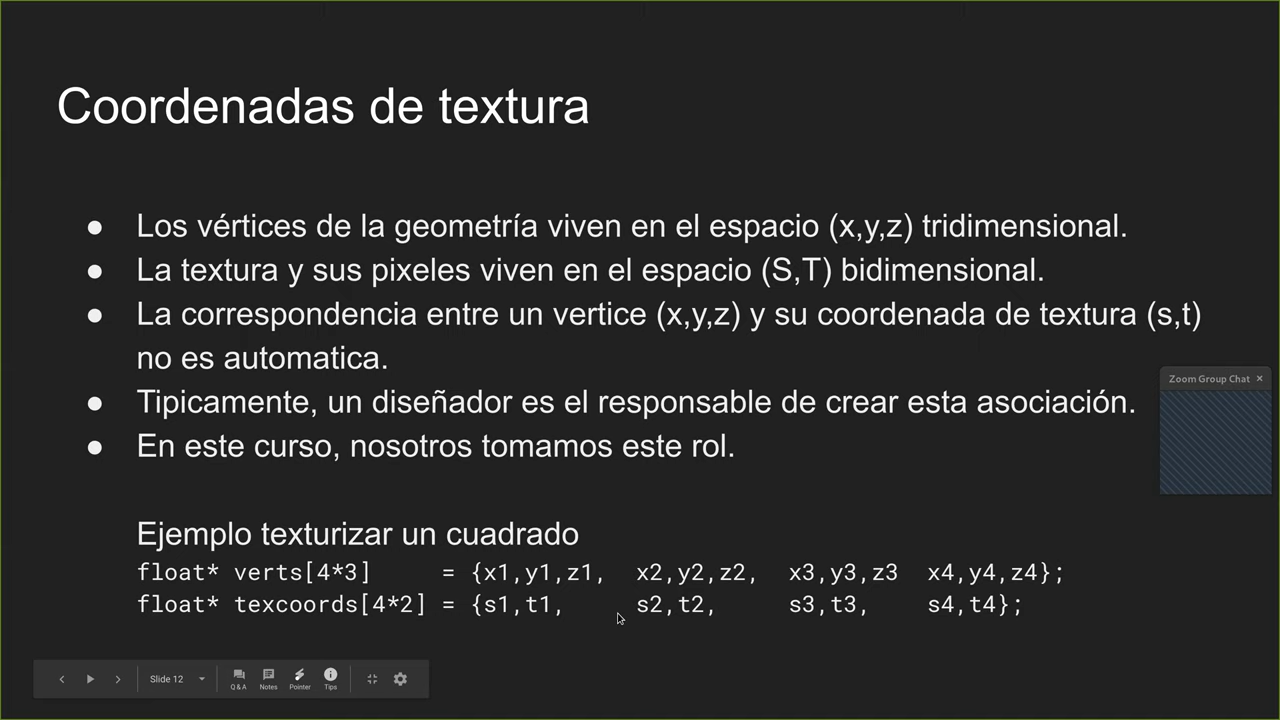 Coordenadas de textura
● Los vértices de la geometría viven en el espacio (x,y,z) tridimensional.
● La textura y sus pixeles viven en el espacio (S,T) bidimensional.
● La correspondencia entre un vertice (x,y,z) y su coordenada de textura (s,t)
no es automatica.
● Tipicamente, un diseñador es el responsable de crear esta asociación.
● En este curso, nosotros tomamos este rol.
Ejemplo texturizar un cuadrado
float* verts[4*3] = {x1,y1,z1, x2,y2,z2, x3,y3,z3 x4,y4,z4};
float* texcoords[4*2] = {s1,t1, s2,t2, s3,t3, s4,t4};
Zoom Group Chat ×
Slide 12
Q & A Notes Pointer Tips